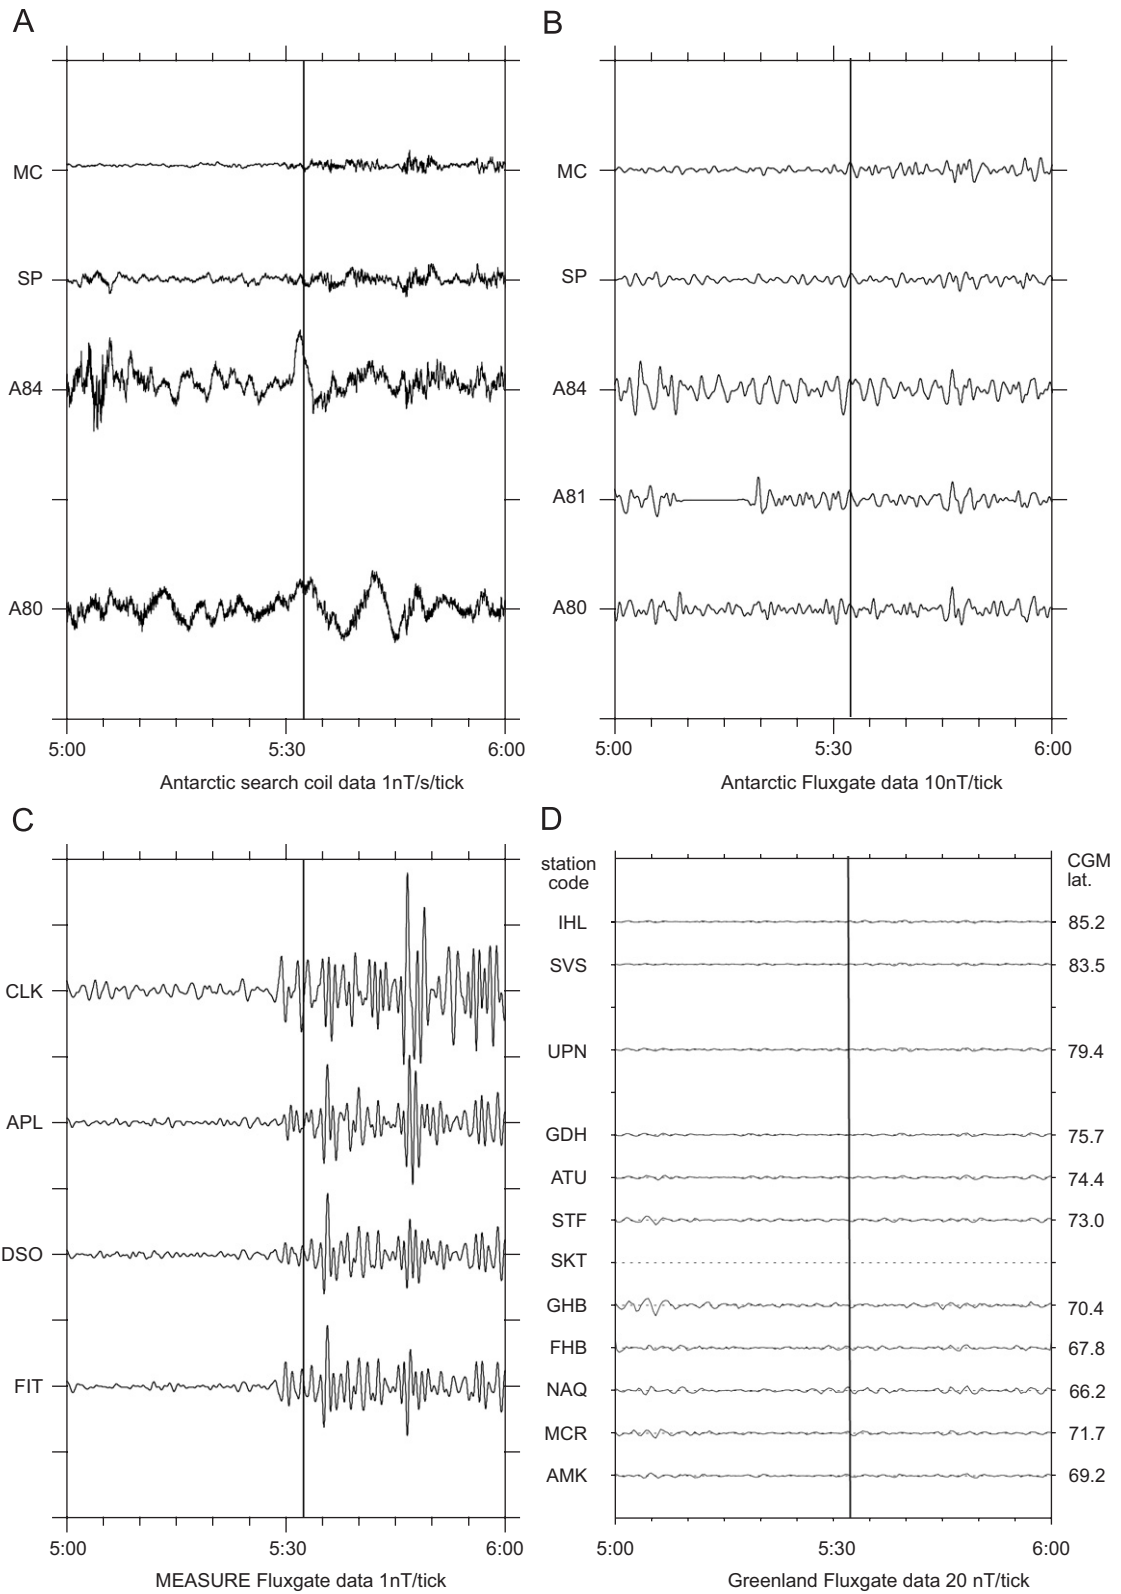 A
MC
SP
A84
A80
5:00 5:30 6:00
Antarctic search coil data 1nT/s/tick
B
MC
SP
A84
A81
A80
5:00 5:30 6:00
Antarctic Fluxgate data 10nT/tick
C
CLK
APL
DSO
FIT
5:00 5:30 6:00
MEASURE Fluxgate data 1nT/tick
D
station
code
CGM
lat.
IHL 85.2
SVS 83.5
UPN 79.4
GDH 75.7
ATU 74.4
STF 73.0
SKT
GHB 70.4
FHB 67.8
NAQ 66.2
MCR 71.7
AMK 69.2
5:00 5:30 6:00
Greenland Fluxgate data 20 nT/tick